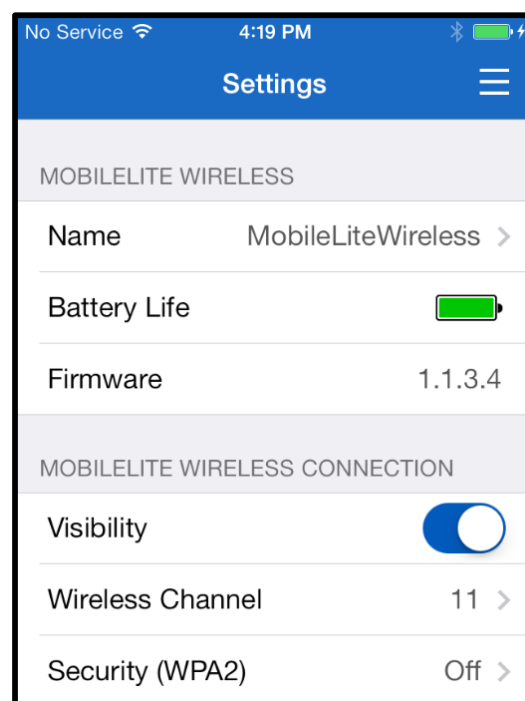 No Service 4:19 PM
Settings
MOBILELITE WIRELESS
Name MobileLiteWireless
Battery Life
Firmware 1.1.3.4
MOBILELITE WIRELESS CONNECTION
Visibility
Wireless Channel 11
Security (WPA2) Off